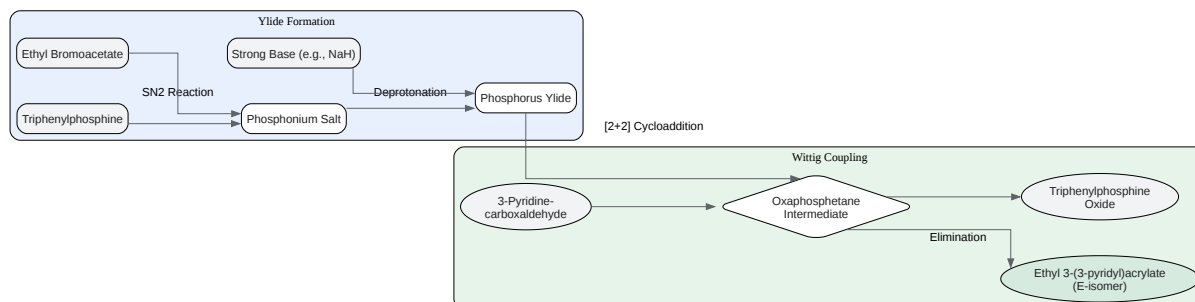 Ylide Formation
Ethyl Bromoacetate
Strong Base (e.g., NaH)
SN2 Reaction
Deprotonation
Phosphorus Ylide
Triphenylphosphine
Phosphonium Salt
[2+2] Cycloaddition
Wittig Coupling
3-Pyridine-
carboxaldehyde
Oxaphosphetane
Intermediate
Triphenylphosphine
Oxide
Elimination
Ethyl 3-(3-pyridyl)acrylate
(E-isomer)